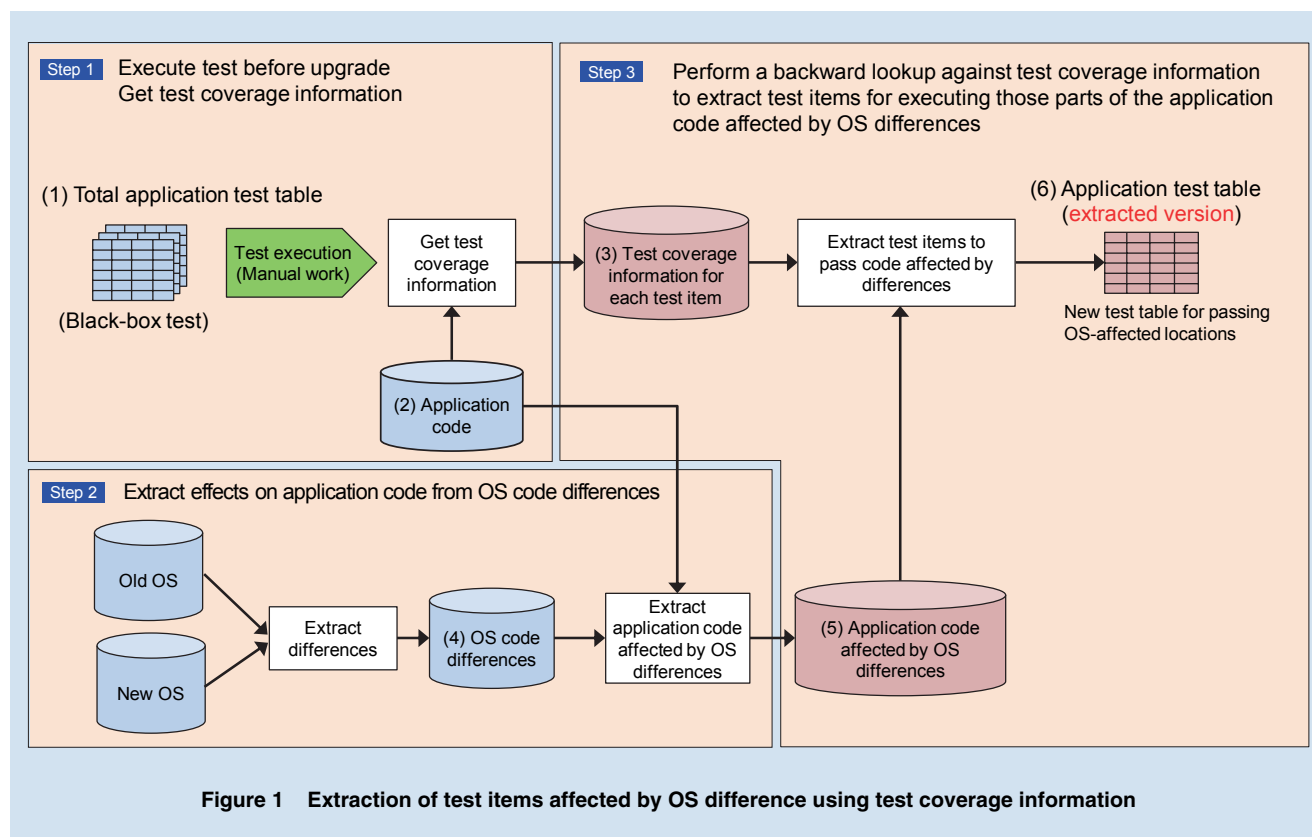 Step 1 Execute test before upgrade
Get test coverage information
(1) Total application test table
(Black-box test)
Test execution
(Manual work)
Get test
coverage
information
(2) Application
code
Step 2 Extract effects on application code from OS code differences
Old OS
New OS
Extract
differences
(4) OS code
differences
Extract
application code
affected by OS
differences
Step 3 Perform a backward lookup against test coverage information
to extract test items for executing those parts of the application
code affected by OS differences
(3) Test coverage
information for
each test item
Extract test items to
pass code affected by
differences
(6) Application test table
(extracted version)
New test table for passing
OS-affected locations
(5) Application code
affected by OS
differences
Figure 1 Extraction of test items affected by OS difference using test coverage information